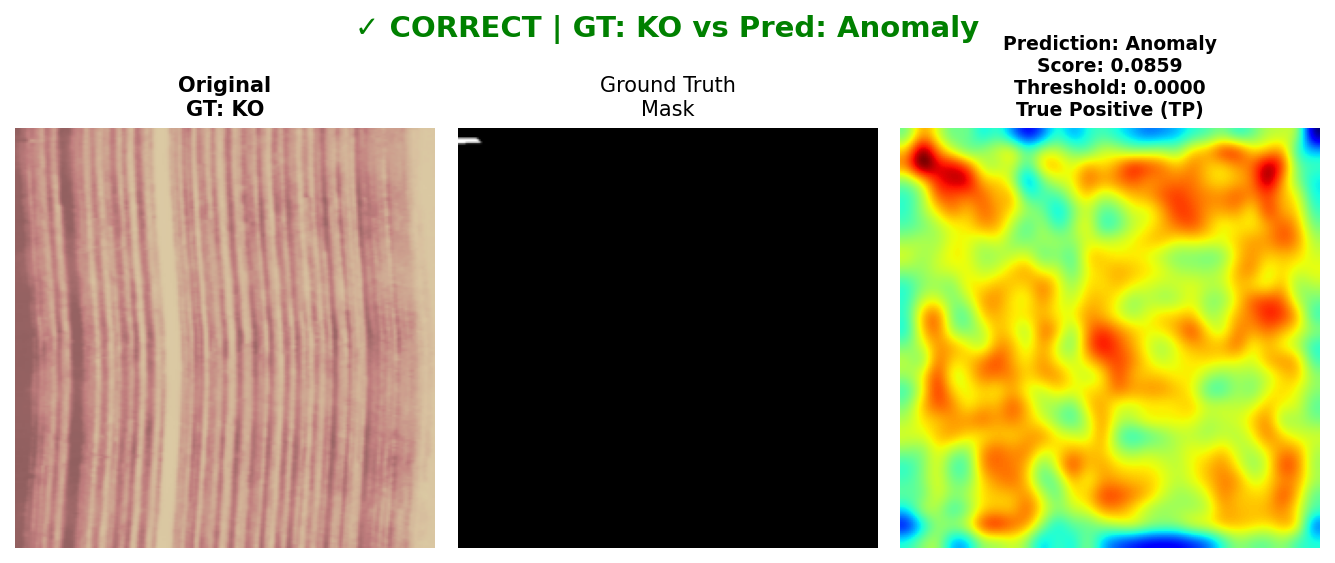 ✓ CORRECT | GT: KO vs Pred: Anomaly
Original
GT: KO
Ground Truth
Mask
Prediction: Anomaly
Score: 0.0859
Threshold: 0.0000
True Positive (TP)